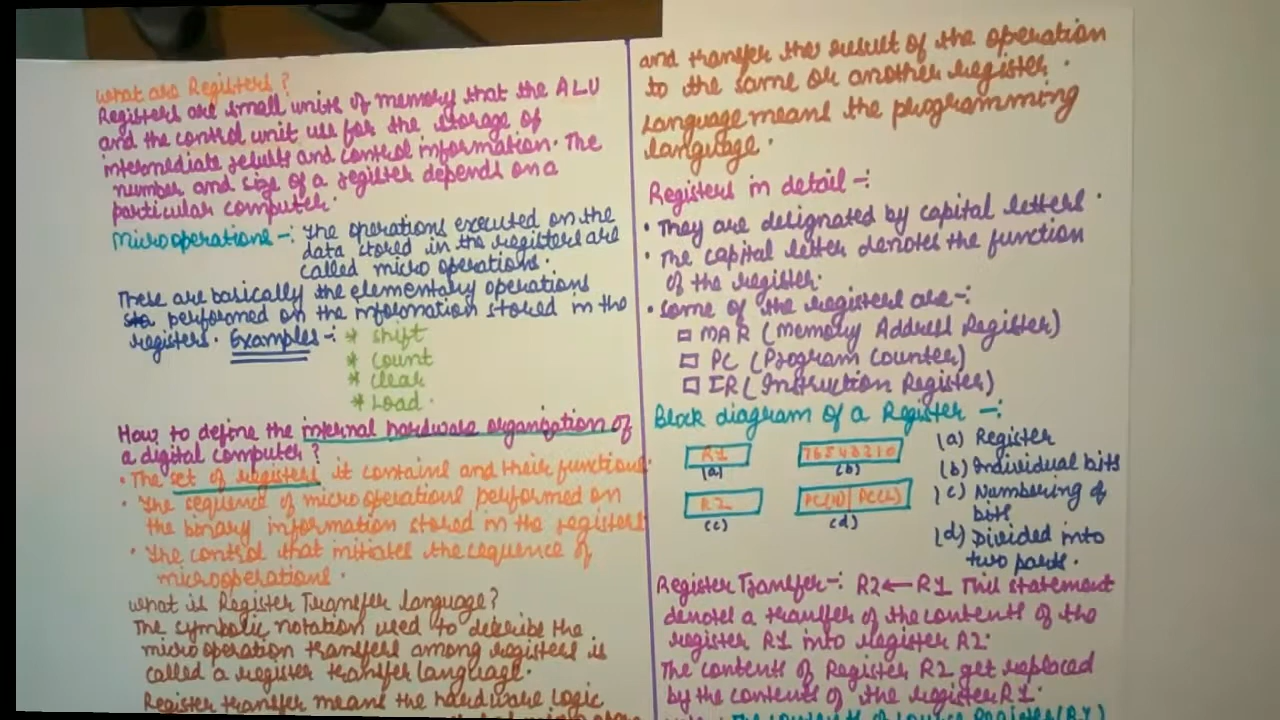 What are Registers?
Registers are small units of memory that the ALU
and the control unit use for the storage of
intermediate results and control information. The
number and size of a register depends on a
particular computer.
Microoperations -: The operations executed on the
data stored in the registers are
called micro operations.
These are basically the elementary operations
performed on the information stored in the
registers. Examples -:
* shift
* count
* clear
* Load.
How to define the internal hardware organization of
a digital computer?
• The set of registers it contains and their functions.
• The sequence of microoperations performed on
the binary information stored in the registers
• The control that initiates the sequence of
microoperations.
What is Register Transfer language?
The symbolic notation used to describe the
microoperation transfers among registers is
called a register transfer language.
Register transfer means the hardware logic
and transfer the result of the operation
to the same or another register.
Language means the programming
language.
Registers in detail -:
• They are designated by capital letters.
• The capital letter denotes the function
of the register.
• Some of the registers are -:
□ MAR (Memory Address Register)
□ PC (Program Counter)
□ IR (Instruction Register)
Block diagram of a Register -:
R1
(a)
76543210
(b)
R2
(c)
PC(H) PC(L)
(d)
(a) Register
(b) Individual bits
(c) Numbering of
bits
(d) Divided into
two parts.
Register Transfer -: R2 ← R1 This statement
denotes a transfer of the contents of the
register R1 into register R2.
The contents of Register R2 get replaced
by the contents of the register R1.
The contents of source Register (R1)